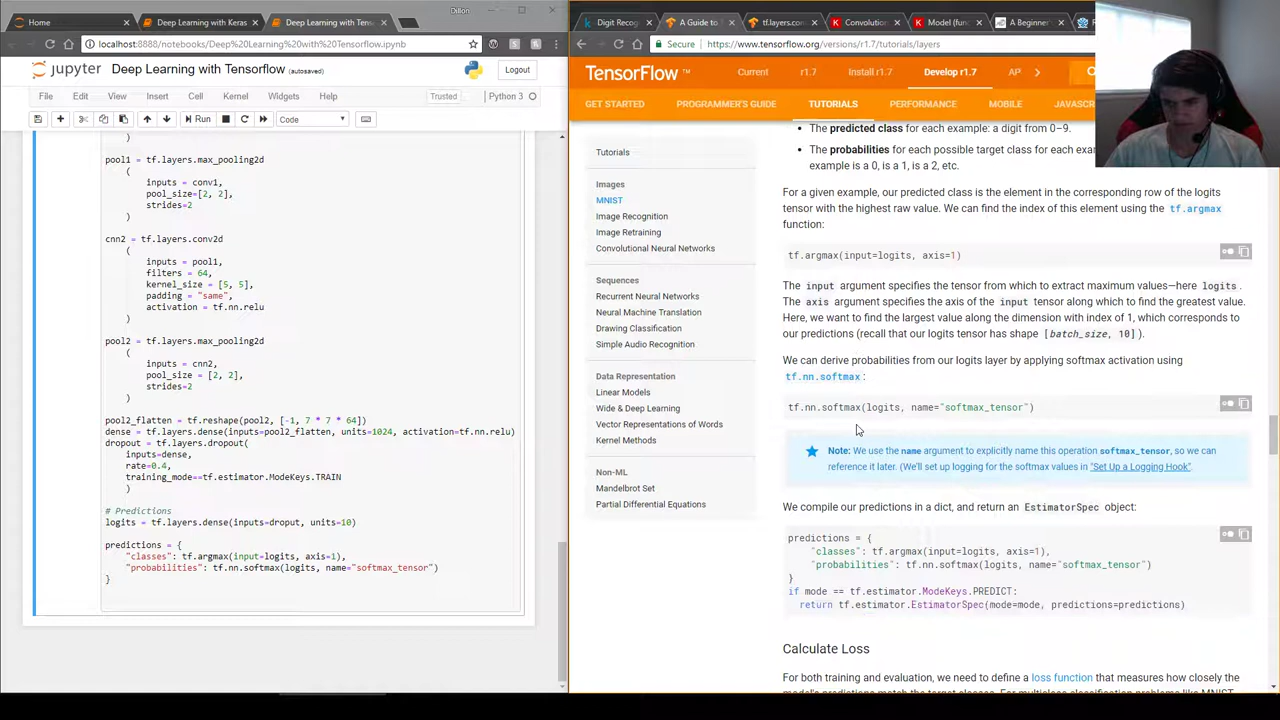 Home
Deep Learning with Keras
Deep Learning with Ten
Dillon
localhost:8888/notebooks/Deep%20Learning%20with%20Tensorflow.ipynb
jupyter Deep Learning with Tensorflow (autosaved)
Logout
File Edit View Insert Cell Kernel Widgets Help
Trusted
Python 3
Run
Code
)
pool1 = tf.layers.max_pooling2d
(
inputs = conv1,
pool_size=[2, 2],
strides=2
)
cnn2 = tf.layers.conv2d
(
inputs = pool1,
filters = 64,
kernel_size = [5, 5],
padding = "same",
activation = tf.nn.relu
)
pool2 = tf.layers.max_pooling2d
(
inputs = cnn2,
pool_size = [2, 2],
strides=2
)
pool2_flatten = tf.reshape(pool2, [-1, 7 * 7 * 64])
dense = tf.layers.dense(inputs=pool2_flatten, units=1024, activation=tf.nn.relu)
dropout = tf.layers.dropout(
inputs=dense,
rate=0.4,
training_mode==tf.estimator.ModeKeys.TRAIN
)
# Predictions
logits = tf.layers.dense(inputs=droput, units=10)
predictions = {
"classes": tf.argmax(input=logits, axis=1),
"probabilities": tf.nn.softmax(logits, name="softmax_tensor")
}
Digit Recog
A Guide to
tf.layers.con
Convolution
Model (func
A Beginner
Secure https://www.tensorflow.org/versions/r1.7/tutorials/layers
TensorFlow™
Current r1.7 Install r1.7 Develop r1.7 AP
GET STARTED PROGRAMMER'S GUIDE TUTORIALS PERFORMANCE MOBILE JAVASCR
Tutorials
Images
MNIST
Image Recognition
Image Retraining
Convolutional Neural Networks
Sequences
Recurrent Neural Networks
Neural Machine Translation
Drawing Classification
Simple Audio Recognition
Data Representation
Linear Models
Wide & Deep Learning
Vector Representations of Words
Kernel Methods
Non-ML
Mandelbrot Set
Partial Differential Equations
• The predicted class for each example: a digit from 0–9.
• The probabilities for each possible target class for each exam
example is a 0, is a 1, is a 2, etc.
For a given example, our predicted class is the element in the corresponding row of the logits
tensor with the highest raw value. We can find the index of this element using the tf.argmax
function:
tf.argmax(input=logits, axis=1)
The input argument specifies the tensor from which to extract maximum values—here logits.
The axis argument specifies the axis of the input tensor along which to find the greatest value.
Here, we want to find the largest value along the dimension with index of 1, which corresponds to
our predictions (recall that our logits tensor has shape [batch_size, 10]).
We can derive probabilities from our logits layer by applying softmax activation using
tf.nn.softmax:
tf.nn.softmax(logits, name="softmax_tensor")
Note: We use the name argument to explicitly name this operation softmax_tensor, so we can
reference it later. (We'll set up logging for the softmax values in "Set Up a Logging Hook".
We compile our predictions in a dict, and return an EstimatorSpec object:
predictions = {
"classes": tf.argmax(input=logits, axis=1),
"probabilities": tf.nn.softmax(logits, name="softmax_tensor")
}
if mode == tf.estimator.ModeKeys.PREDICT:
return tf.estimator.EstimatorSpec(mode=mode, predictions=predictions)
Calculate Loss
For both training and evaluation, we need to define a loss function that measures how closely the
model's predictions match the target classes. For multiclass classification problems like MNIST